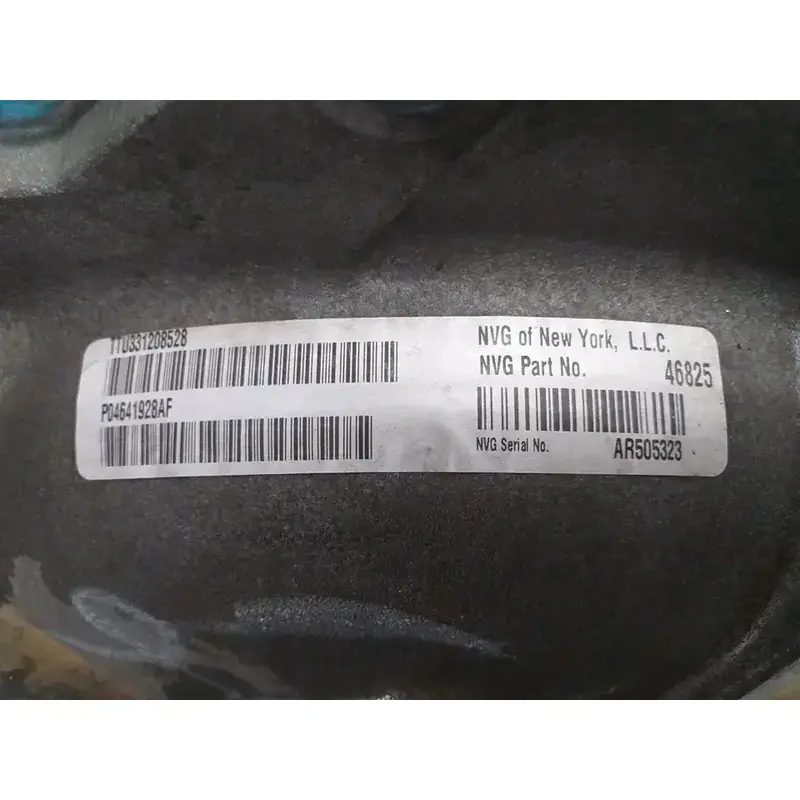 TTU331208528
P04641928AF
NVG of New York, L.L.C.
NVG Part No. 46825
NVG Serial No. AR505323